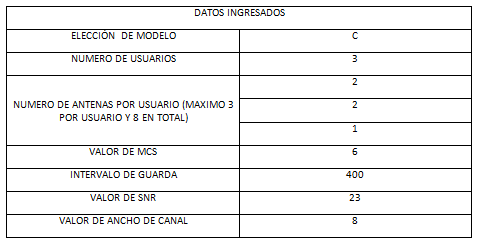 DATOS INGRESADOS
ELECCIÓN DE MODELO C
NUMERO DE USUARIOS 3
NUMERO DE ANTENAS POR USUARIO (MAXIMO 3
POR USUARIO Y 8 EN TOTAL)
2
2
1
VALOR DE MCS 6
INTERVALO DE GUARDA 400
VALOR DE SNR 23
VALOR DE ANCHO DE CANAL 8